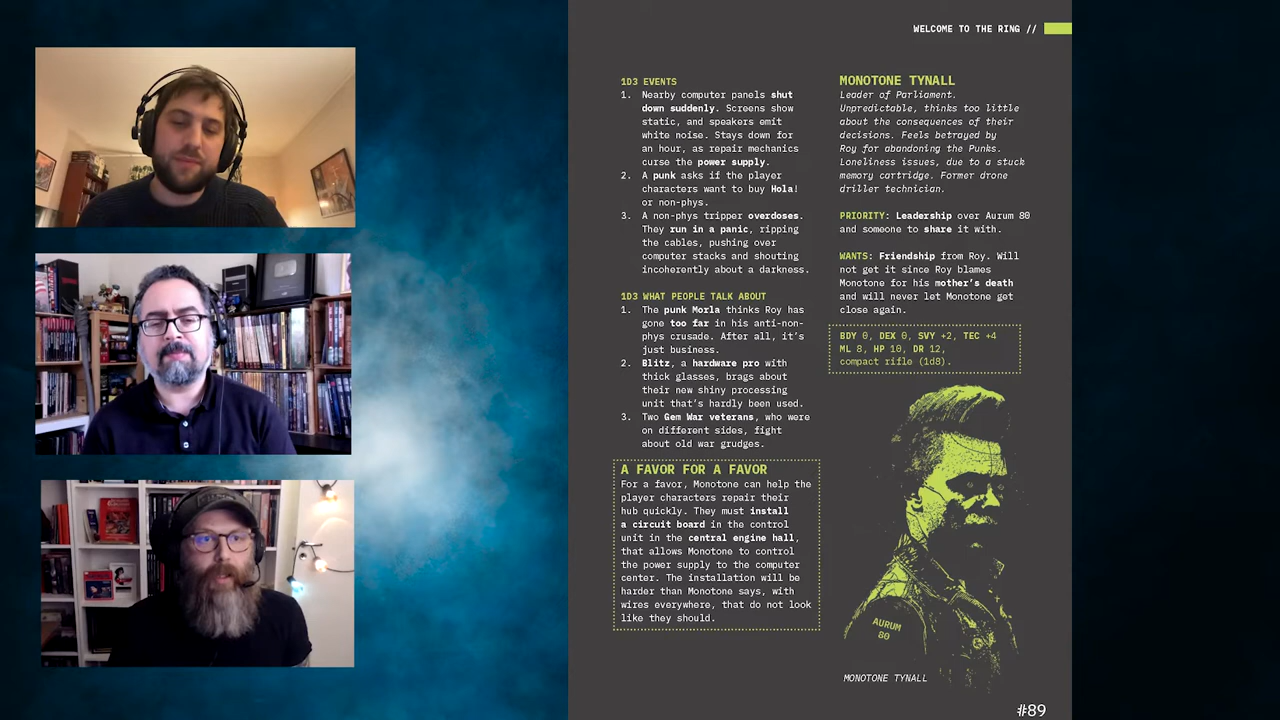 WELCOME TO THE RING //
1D3 EVENTS
1. Nearby computer panels shut
down suddenly. Screens show
static, and speakers emit
white noise. Stays down for
an hour, as repair mechanics
curse the power supply.
2. A punk asks if the player
characters want to buy Hola!
or non-phys.
3. A non-phys tripper overdoses.
They run in a panic, ripping
the cables, pushing over
computer stacks and shouting
incoherently about a darkness.
1D3 WHAT PEOPLE TALK ABOUT
1. The punk Morla thinks Roy has
gone too far in his anti-non-
phys crusade. After all, it's
just business.
2. Blitz, a hardware pro with
thick glasses, brags about
their new shiny processing
unit that's hardly been used.
3. Two Gem War veterans, who were
on different sides, fight
about old war grudges.
A FAVOR FOR A FAVOR
For a favor, Monotone can help the
player characters repair their
hub quickly. They must install
a circuit board in the control
unit in the central engine hall,
that allows Monotone to control
the power supply to the computer
center. The installation will be
harder than Monotone says, with
wires everywhere, that do not look
like they should.
MONOTONE TYNALL
Leader of Parliament.
Unpredictable, thinks too little
about the consequences of their
decisions. Feels betrayed by
Roy for abandoning the Punks.
Loneliness issues, due to a stuck
memory cartridge. Former drone
driller technician.
PRIORITY: Leadership over Aurum 80
and someone to share it with.
WANTS: Friendship from Roy. Will
not get it since Roy blames
Monotone for his mother's death
and will never let Monotone get
close again.
BDY 0, DEX 0, SVY +2, TEC +4
ML 8, HP 10, DR 12,
compact rifle (1d8).
AURUM
80
MONOTONE TYNALL
#89